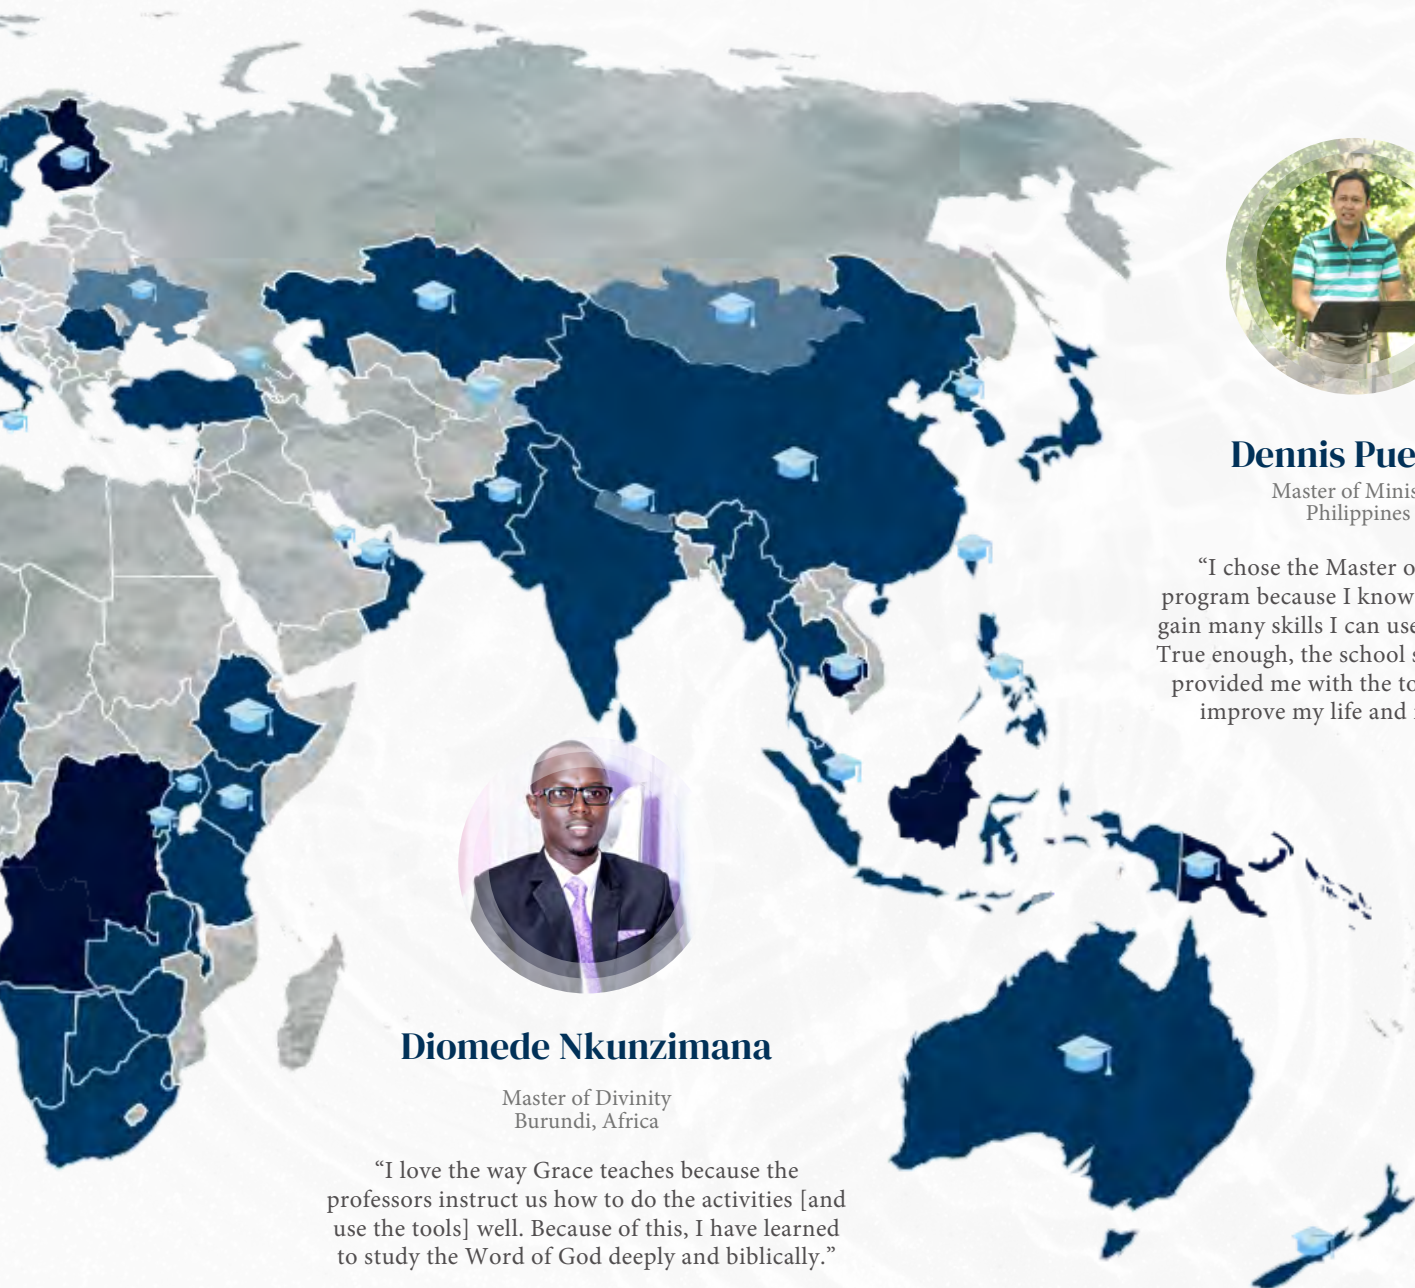 Dennis Pue
Master of Minis
Philippines
“I chose the Master o
program because I know
gain many skills I can use
True enough, the school s
provided me with the to
improve my life and
Diomede Nkunzimana
Master of Divinity
Burundi, Africa
“I love the way Grace teaches because the
professors instruct us how to do the activities [and
use the tools] well. Because of this, I have learned
to study the Word of God deeply and biblically.”